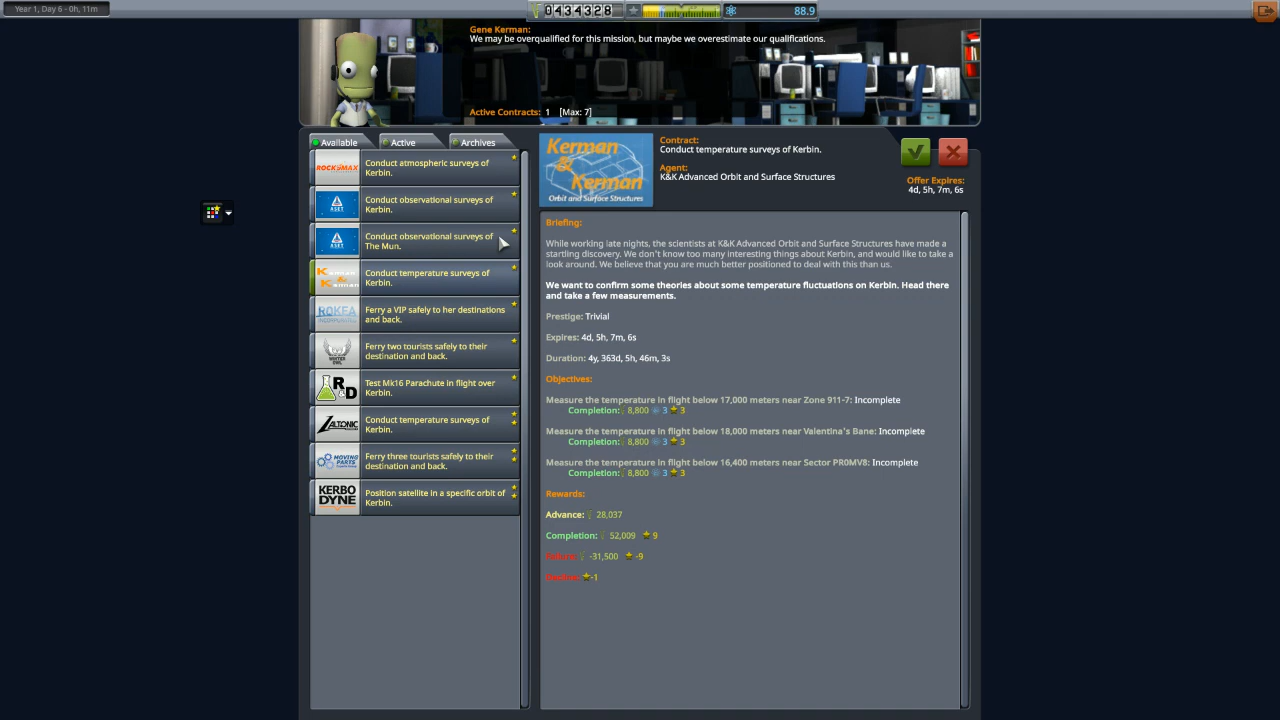 Year 1, Day 6 - 0h, 11m
0434328
88.9
Gene Kerman:
We may be overqualified for this mission, but maybe we overestimate our qualifications.
Active Contracts: 1 [Max: 7]
Available
Active
Archives
ROCKOMAX
Conduct atmospheric surveys of
Kerbin.
ASET
Conduct observational surveys of
Kerbin.
ASET
Conduct observational surveys of
The Mun.
Conduct temperature surveys of
Kerbin.
ROKEA
Ferry a VIP safely to her destinations
and back.
Ferry two tourists safely to their
destination and back.
R&D
Test Mk16 Parachute in flight over
Kerbin.
ZALTONIC
Conduct temperature surveys of
Kerbin.
MOVING
PARTS
Ferry three tourists safely to their
destination and back.
KERBO
DYNE
Position satellite in a specific orbit of
Kerbin.
Kerman
&
Kerman
Orbit and Surface Structures
Contract:
Conduct temperature surveys of Kerbin.
Agent:
K&K Advanced Orbit and Surface Structures
Offer Expires:
4d, 5h, 7m, 6s
Briefing:
While working late nights, the scientists at K&K Advanced Orbit and Surface Structures have made a
startling discovery. We don't know too many interesting things about Kerbin, and would like to take a
look around. We believe that you are much better positioned to deal with this than us.
We want to confirm some theories about some temperature fluctuations on Kerbin. Head there
and take a few measurements.
Prestige: Trivial
Expires: 4d, 5h, 7m, 6s
Duration: 4y, 363d, 5h, 46m, 3s
Objectives:
Measure the temperature in flight below 17,000 meters near Zone 911-7: Incomplete
Completion: 8,800 3 3
Measure the temperature in flight below 18,000 meters near Valentina's Bane: Incomplete
Completion: 8,800 3 3
Measure the temperature in flight below 16,400 meters near Sector PR0MV8: Incomplete
Completion: 8,800 3 3
Rewards:
Advance: 28,037
Completion: 52,009 9
Failure: -31,500 -9
Decline: -1